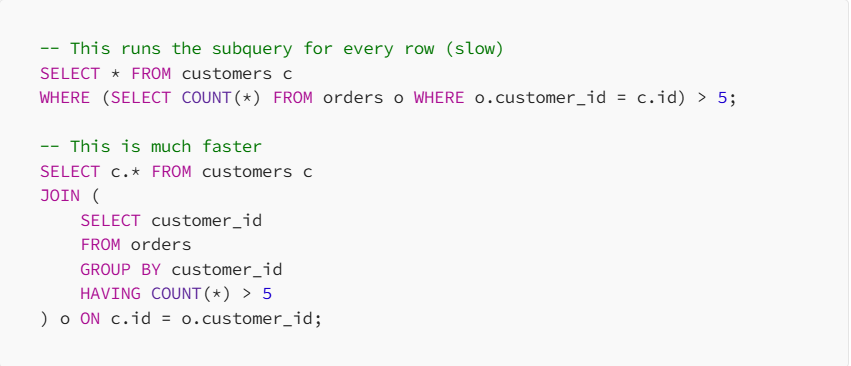 -- This runs the subquery for every row (slow)
SELECT * FROM customers c
WHERE (SELECT COUNT(*) FROM orders o WHERE o.customer_id = c.id) > 5;

-- This is much faster
SELECT c.* FROM customers c
JOIN (
    SELECT customer_id
    FROM orders
    GROUP BY customer_id
    HAVING COUNT(*) > 5
) o ON c.id = o.customer_id;